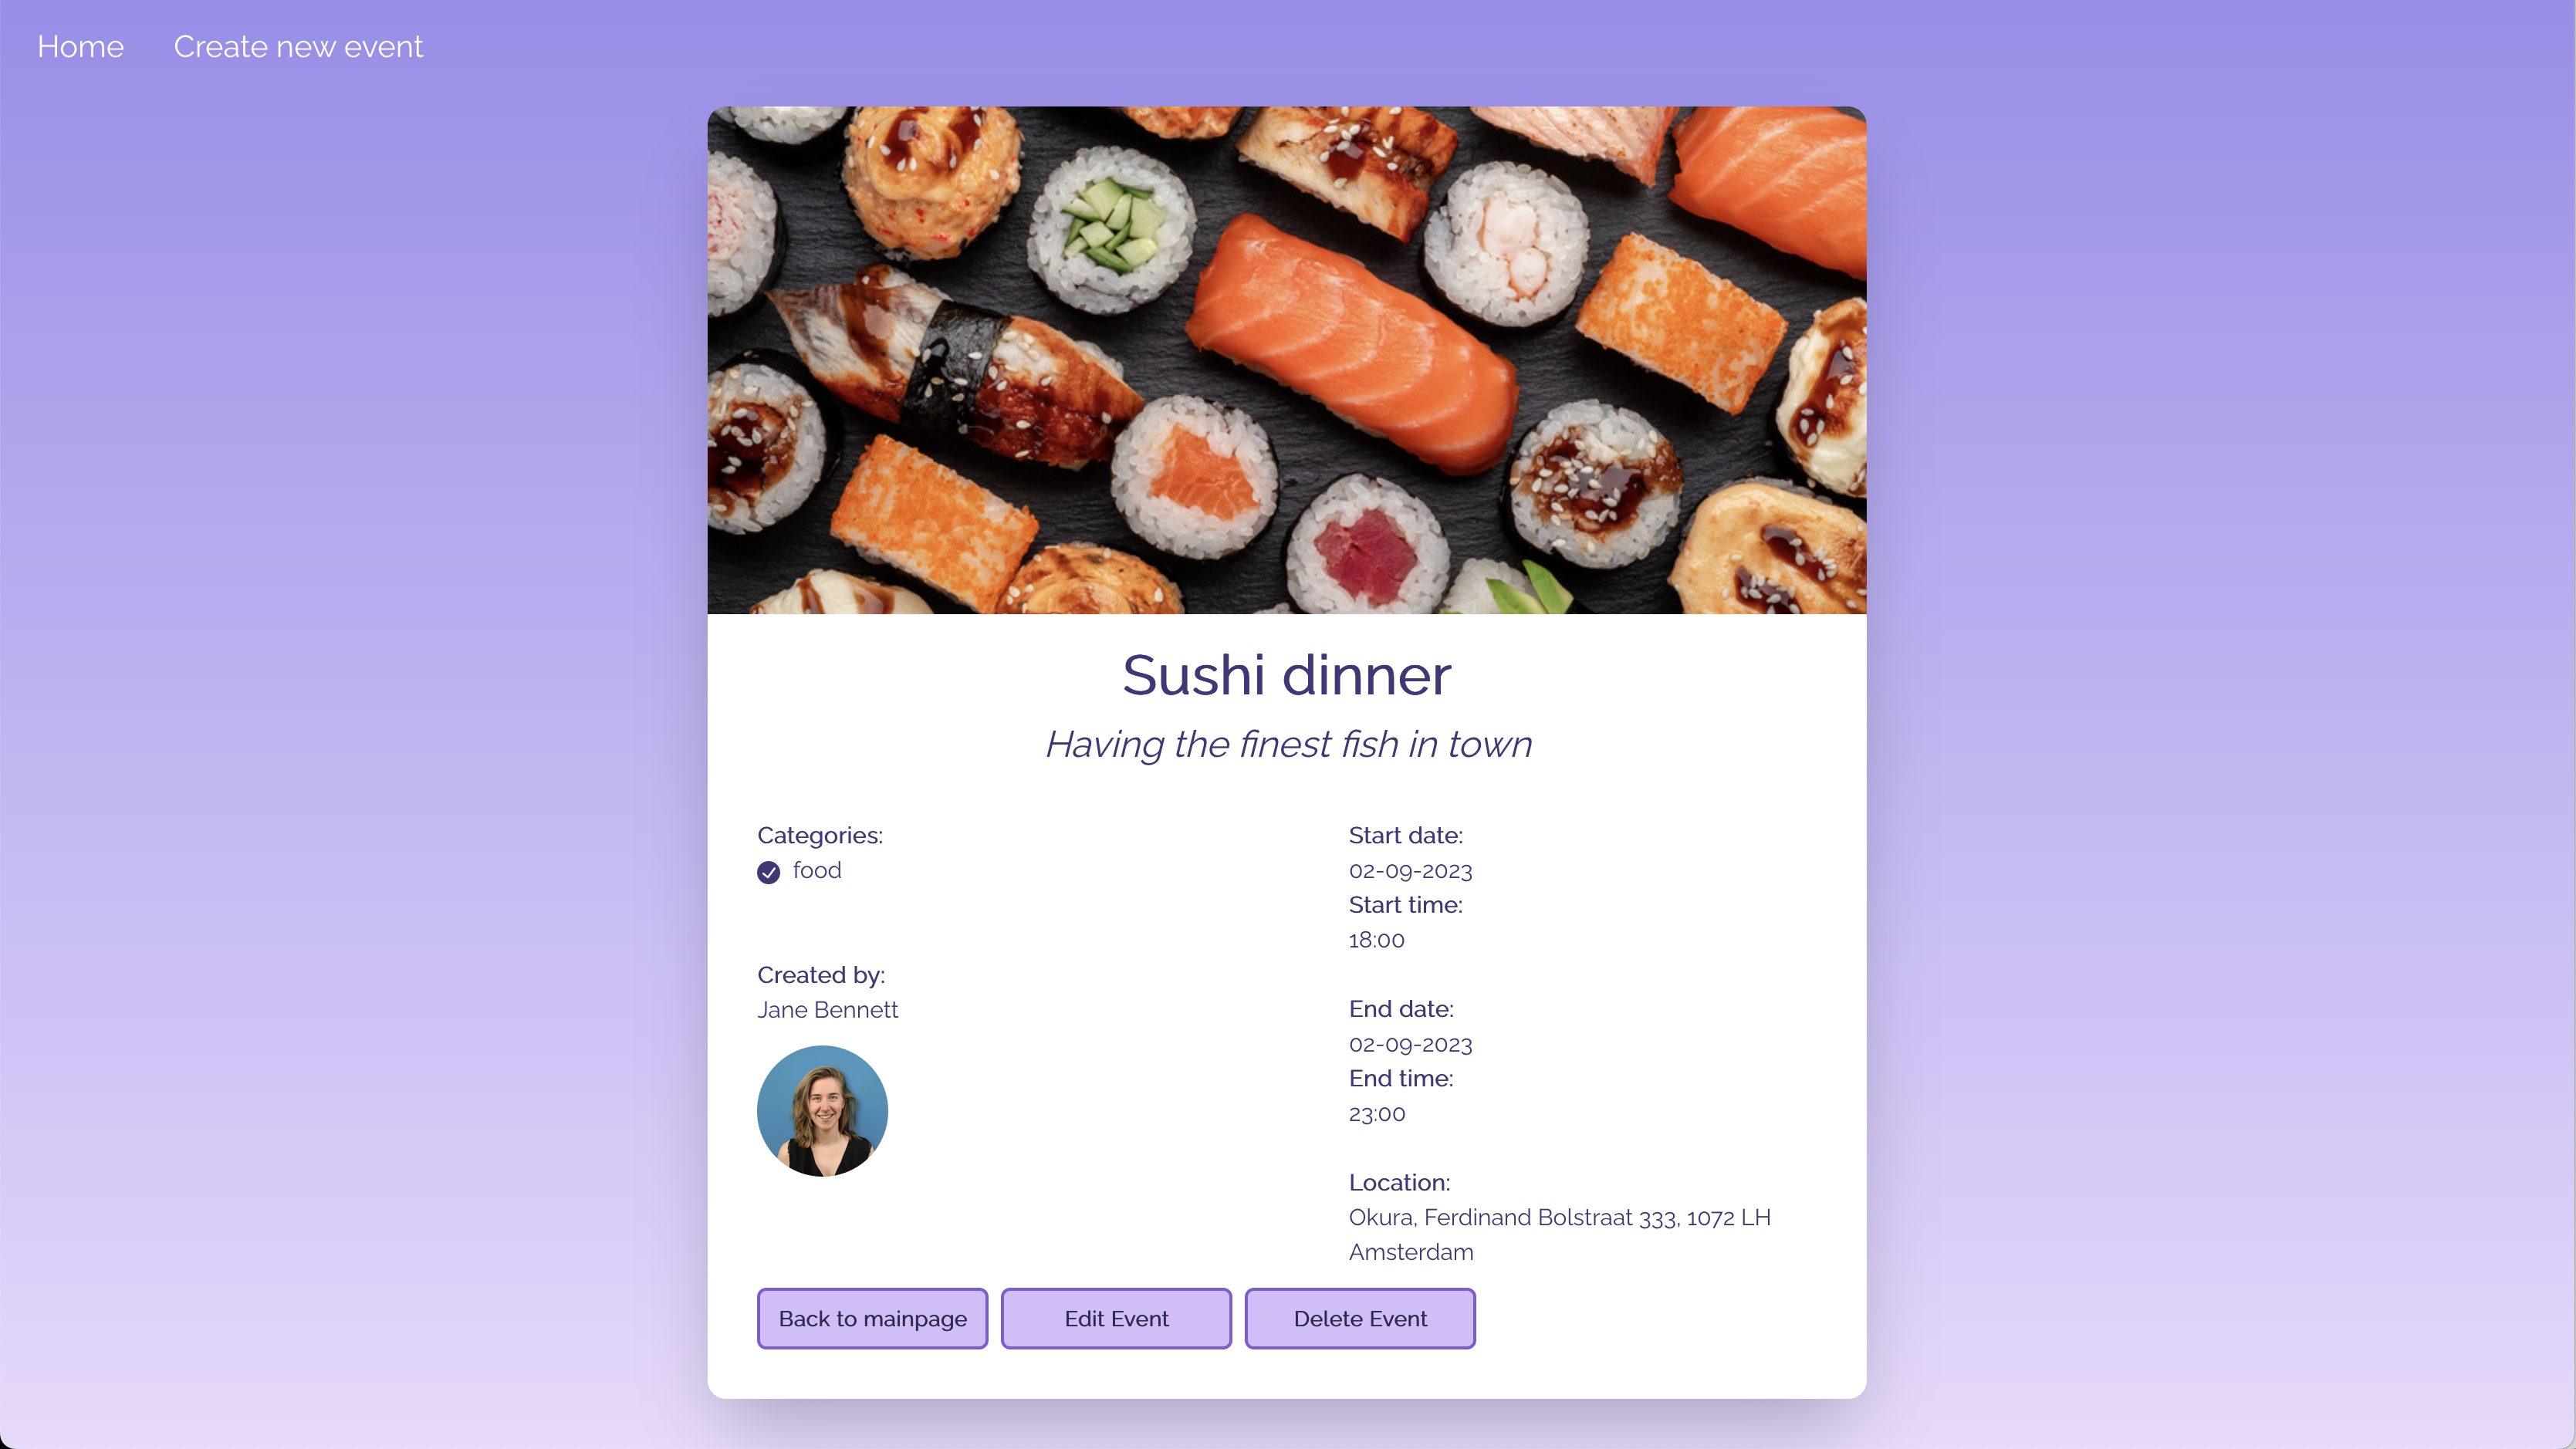 Home Create new event
Sushi dinner
Having the finest fish in town
Categories:
food
Created by:
Jane Bennett
Start date:
02-09-2023
Start time:
18:00
End date:
02-09-2023
End time:
23:00
Location:
Okura, Ferdinand Bolstraat 333, 1072 LH
Amsterdam
Back to mainpage Edit Event Delete Event